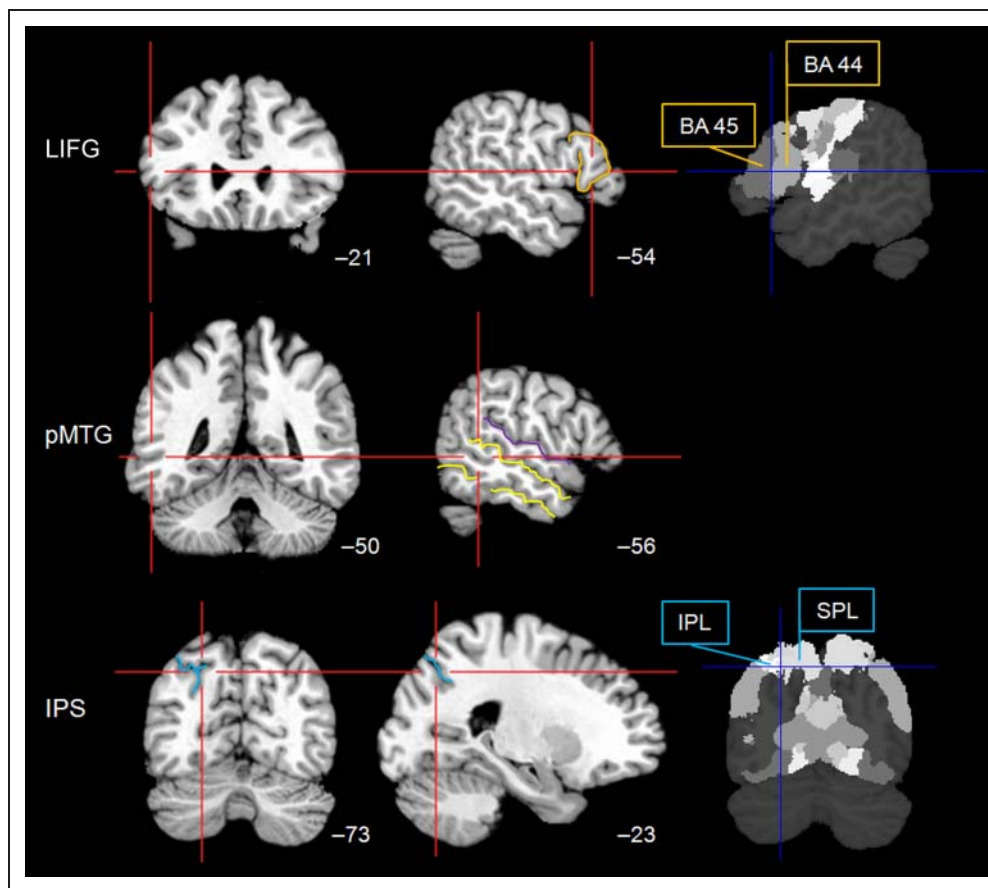 BA 44
LIFG
BA 45
–21
–54
pMTG
–50
–56
IPL
SPL
IPS
–73
–23